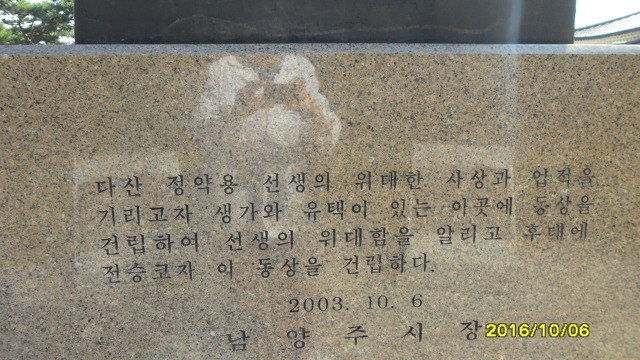 다산 정약용 선생의 위대한 사상과 업적을
기리고자 생가와 유택이 있는 이곳에 동상을
건립하여 선생의 위대함을 알리고 후대에
전승코자 이 동상을 건립하다.
2003. 10. 6
남 양 주 시 장
2016/10/06